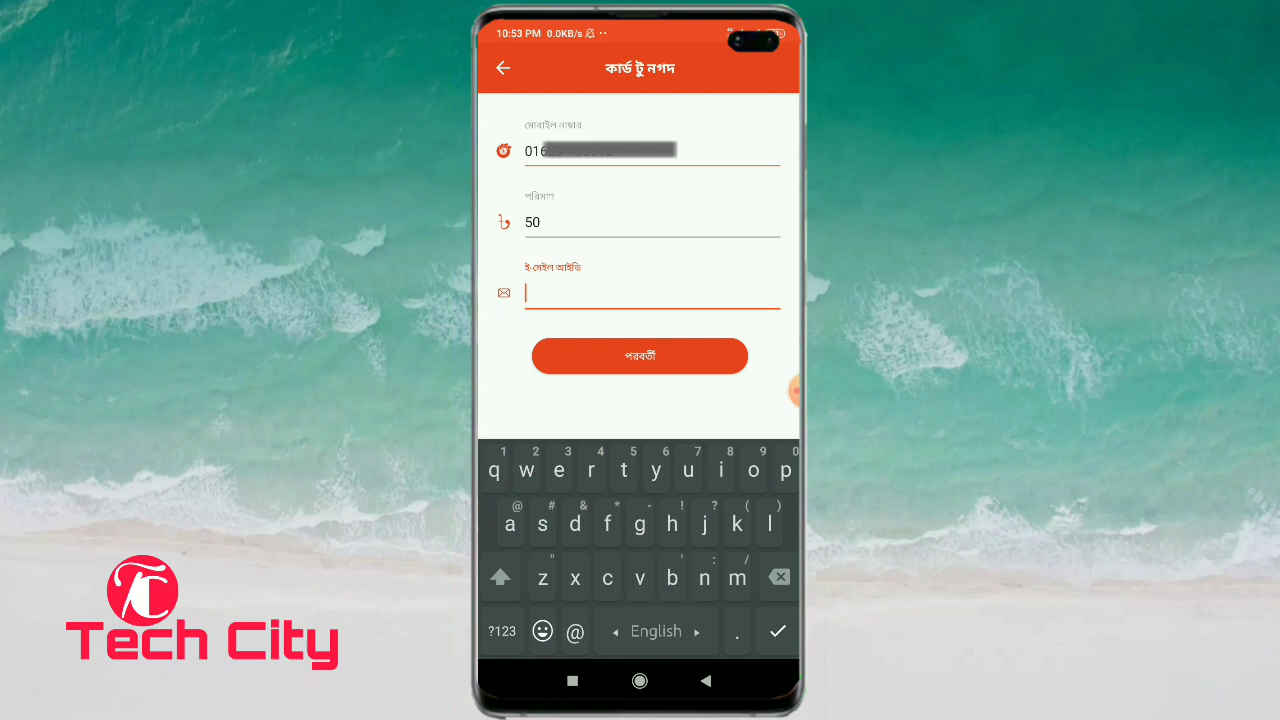 10:53 PM 0.0KB/s
কার্ড টু নগদ
মোবাইল নাম্বার
016
পরিমাণ
৳ 50
ই-মেইল আইডি
পরবর্তী
1 2 3 4 5 6 7 8 9 0
q w e r t y u i o p
@ # & * - ! ? ( )
a s d f g h j k l
" ' : /
z x c v b n m
?123 @ English .
TC
Tech City